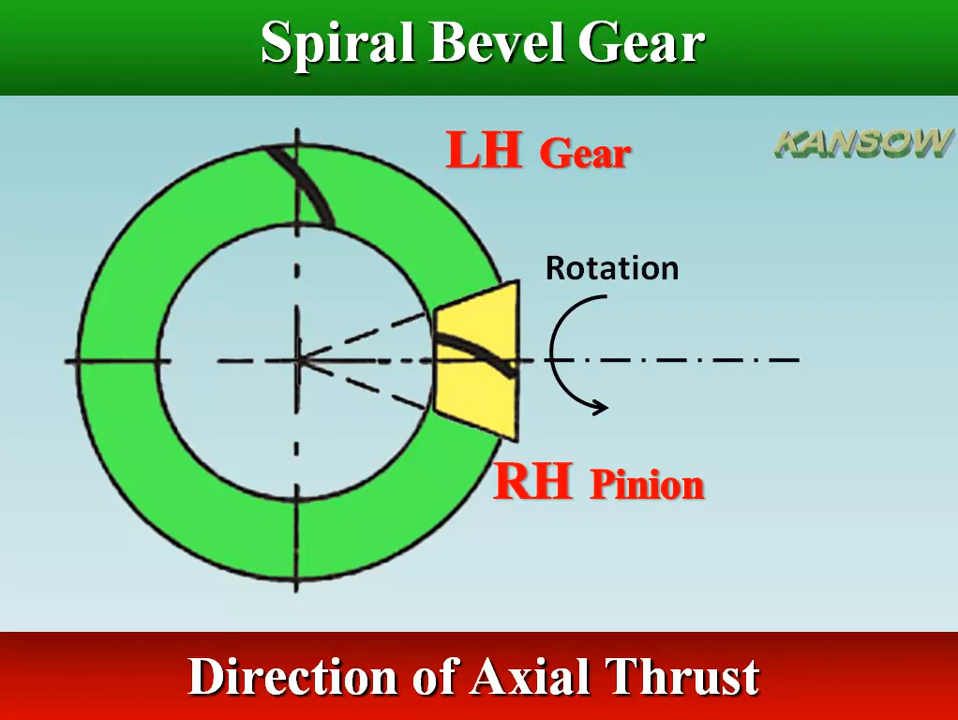 Spiral Bevel Gear
LH Gear
KANSOW
Rotation
RH Pinion
Direction of Axial Thrust